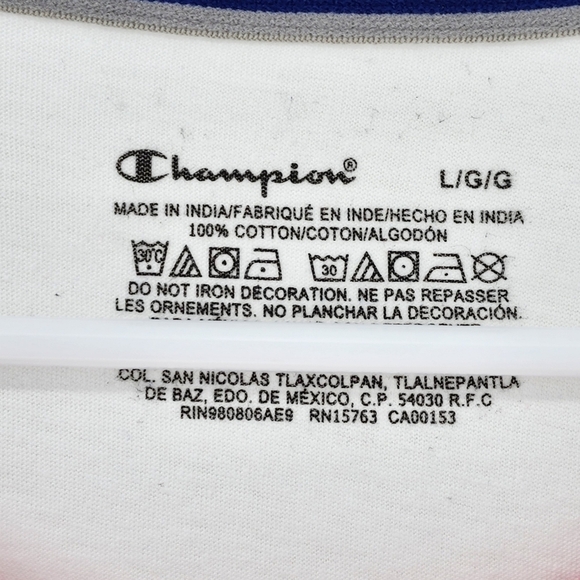 Champion® L/G/G
MADE IN INDIA/FABRIQUÉ EN INDE/HECHO EN INDIA
100% COTTON/COTON/ALGODÓN
30°C 30
DO NOT IRON DECORATION. NE PAS REPASSER
LES ORNEMENTS. NO PLANCHAR LA DECORACIÓN.
COL. SAN NICOLAS TLAXCOLPAN, TLALNEPANTLA
DE BAZ, EDO. DE MÉXICO, C.P. 54030 R.F.C
RIN980806AE9 RN15763 CA00153